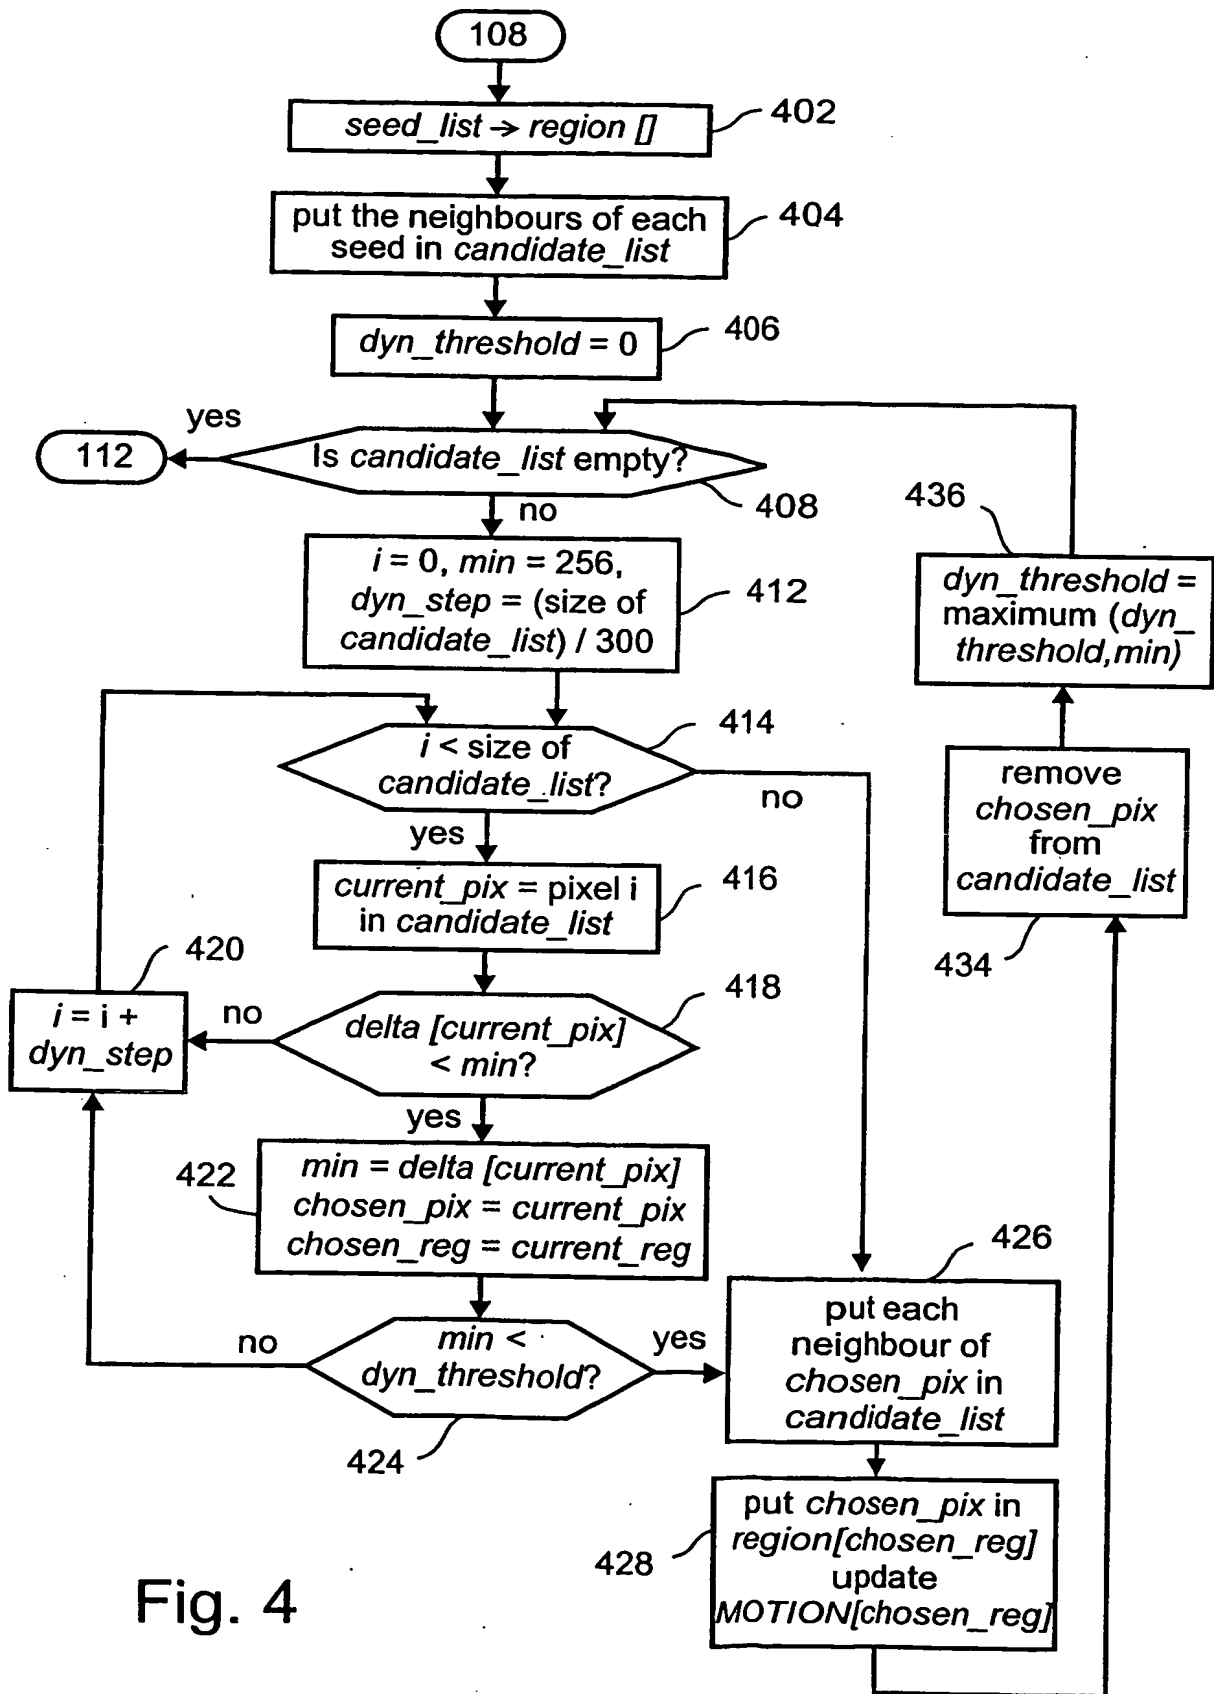 108
seed_list → region []
402
put the neighbours of each
seed in candidate_list
404
dyn_threshold = 0
406
yes
112
Is candidate_list empty?
408
no
i = 0, min = 256,
dyn_step = (size of
candidate_list) / 300
412
436
dyn_threshold =
maximum (dyn_
threshold,min)
i < size of
candidate_list?
414
no
yes
remove
chosen_pix
from
candidate_list
434
current_pix = pixel i
in candidate_list
416
420
i = i +
dyn_step
no
delta [current_pix]
< min?
418
yes
422
min = delta [current_pix]
chosen_pix = current_pix
chosen_reg = current_reg
no
min <
dyn_threshold?
yes
424
426
put each
neighbour of
chosen_pix in
candidate_list
428
put chosen_pix in
region[chosen_reg]
update
MOTION[chosen_reg]
Fig. 4